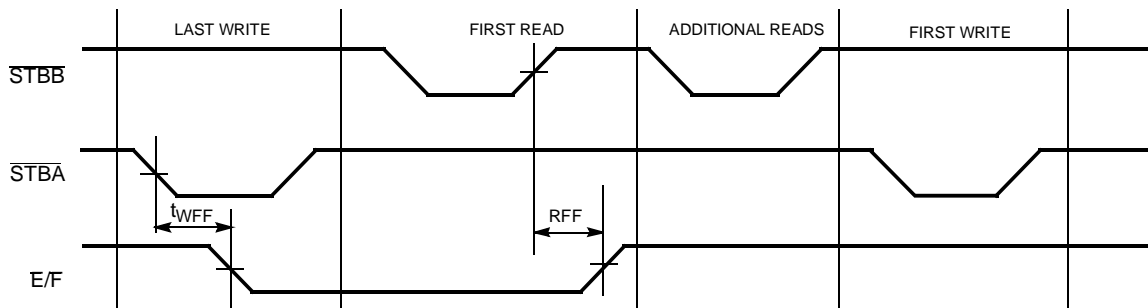 LAST WRITE FIRST READ ADDITIONAL READS FIRST WRITE
STBB
STBA
tWFF
RFF
E/F